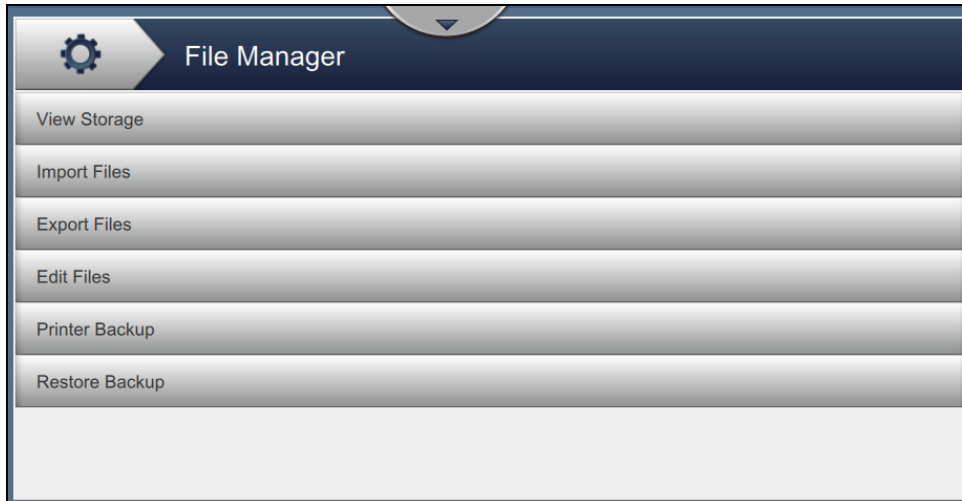 File Manager
View Storage
Import Files
Export Files
Edit Files
Printer Backup
Restore Backup